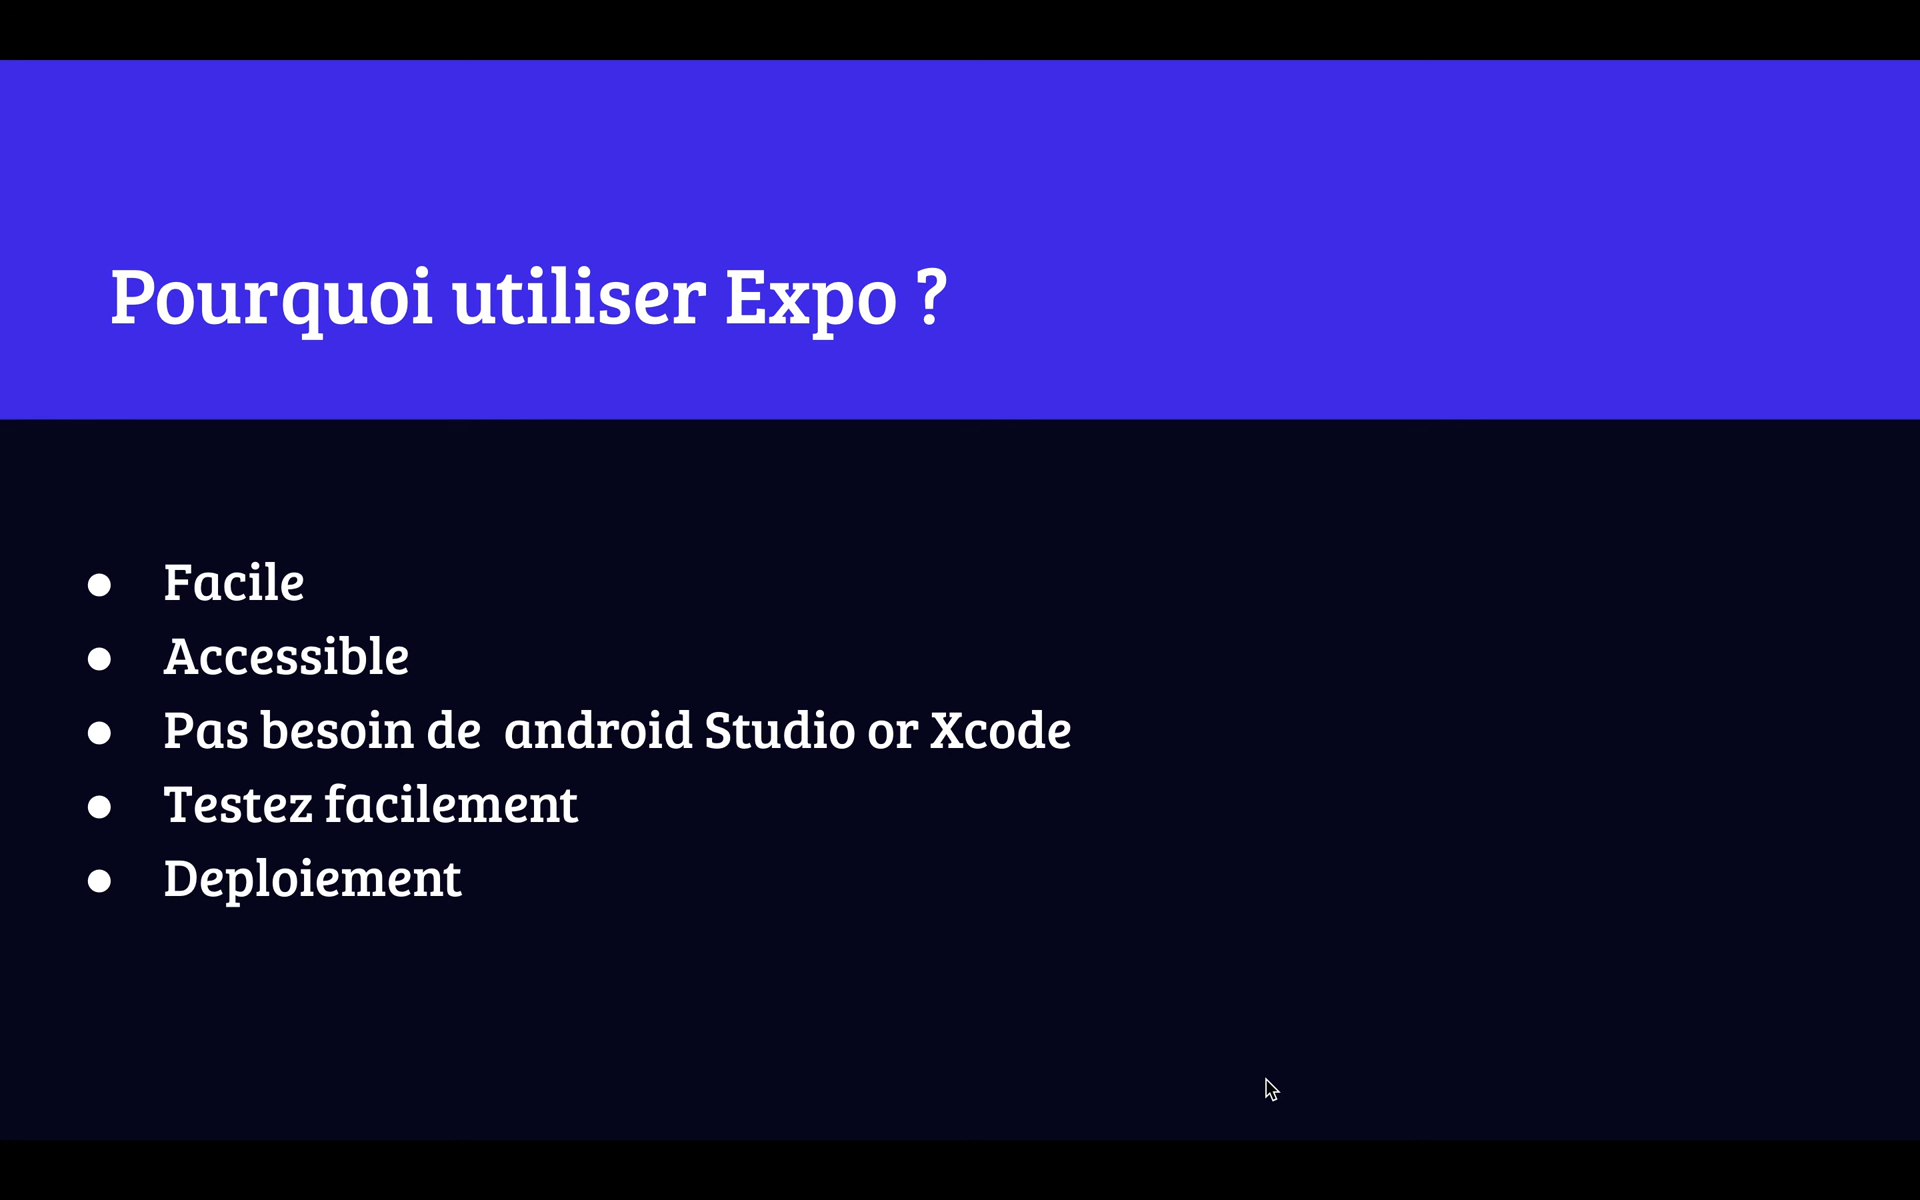 Pourquoi utiliser Expo ?
● Facile
● Accessible
● Pas besoin de  android Studio or Xcode
● Testez facilement
● Deploiement